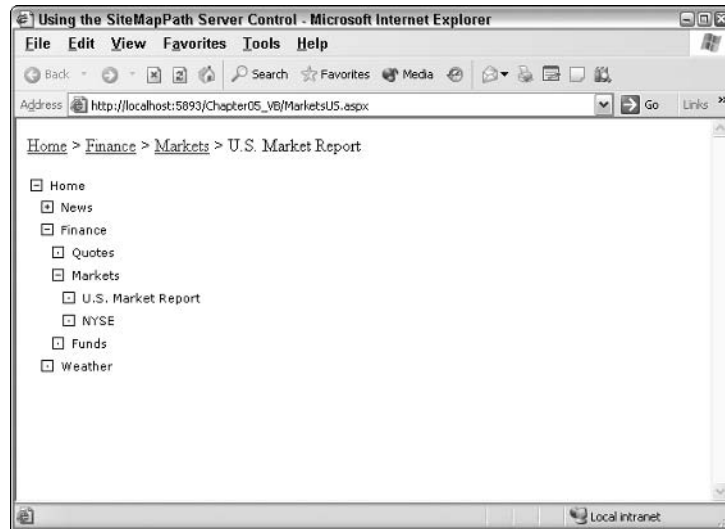 Using the SiteMapPath Server Control - Microsoft Internet Explorer
File Edit View Favorites Tools Help
Back Search Favorites Media
Address http://localhost:5893/Chapter05_VB/MarketsUS.aspx Go Links »
Home > Finance > Markets > U.S. Market Report
Home
News
Finance
Quotes
Markets
U.S. Market Report
NYSE
Funds
Weather
Local intranet